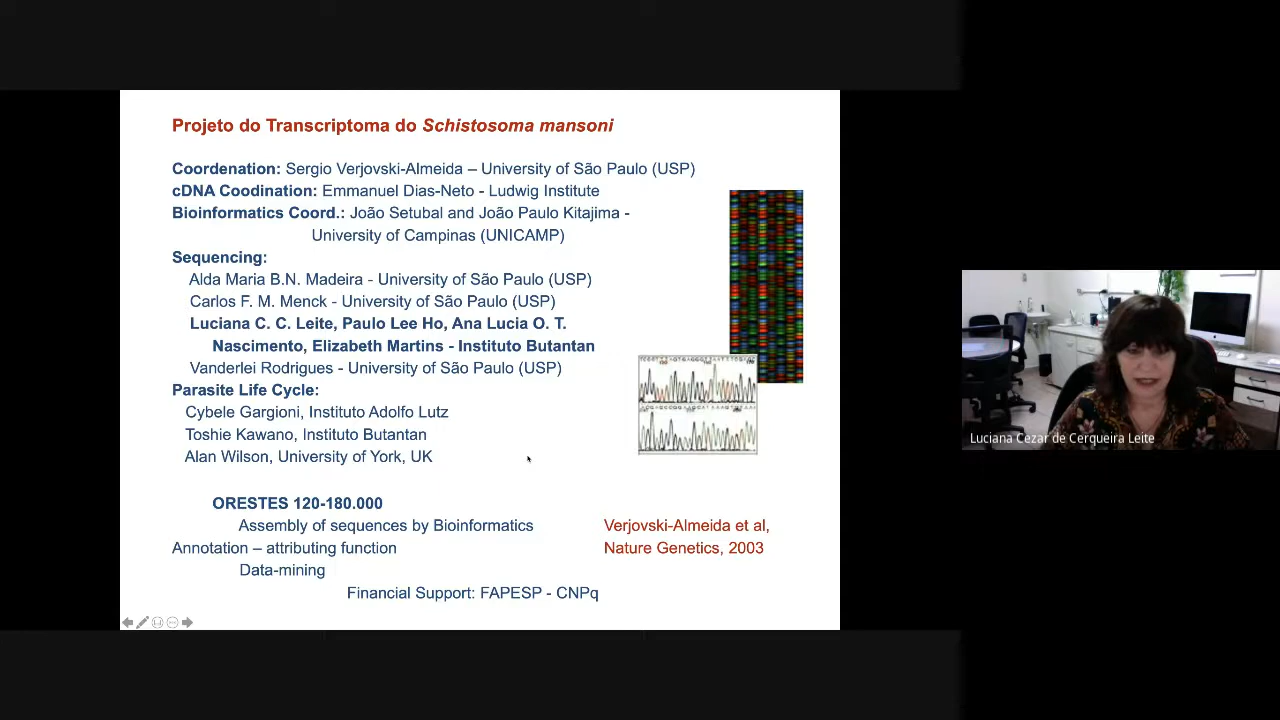 Projeto do Transcriptoma do Schistosoma mansoni
Coordenation: Sergio Verjovski-Almeida – University of São Paulo (USP)
cDNA Coodination: Emmanuel Dias-Neto - Ludwig Institute
Bioinformatics Coord.: João Setubal and João Paulo Kitajima -
University of Campinas (UNICAMP)
Sequencing:
Alda Maria B.N. Madeira - University of São Paulo (USP)
Carlos F. M. Menck - University of São Paulo (USP)
Luciana C. C. Leite, Paulo Lee Ho, Ana Lucia O. T.
Nascimento, Elizabeth Martins - Instituto Butantan
Vanderlei Rodrigues - University of São Paulo (USP)
Parasite Life Cycle:
Cybele Gargioni, Instituto Adolfo Lutz
Toshie Kawano, Instituto Butantan
Alan Wilson, University of York, UK
ORESTES 120-180.000
Assembly of sequences by Bioinformatics
Annotation – attributing function
Data-mining
Verjovski-Almeida et al,
Nature Genetics, 2003
Financial Support: FAPESP - CNPq
Luciana Cezar de Cerqueira Leite